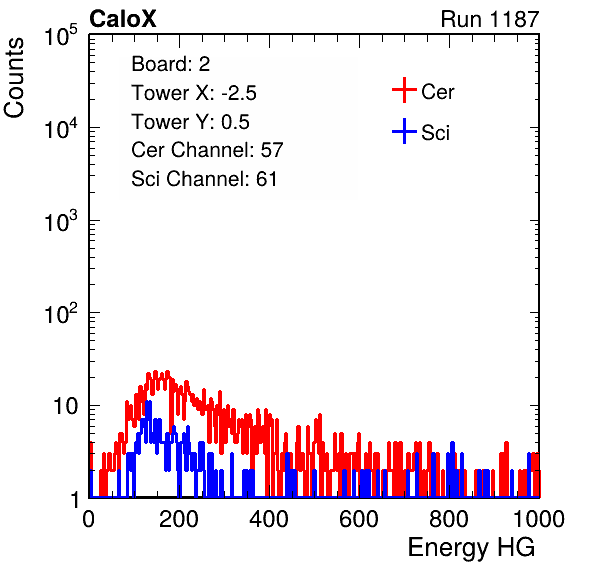 CaloX Run 1187
Counts
10^5
10^4
10^3
10^2
10
1
Board: 2
Tower X: -2.5
Tower Y: 0.5
Cer Channel: 57
Sci Channel: 61
Cer
Sci
0 200 400 600 800 1000
Energy HG